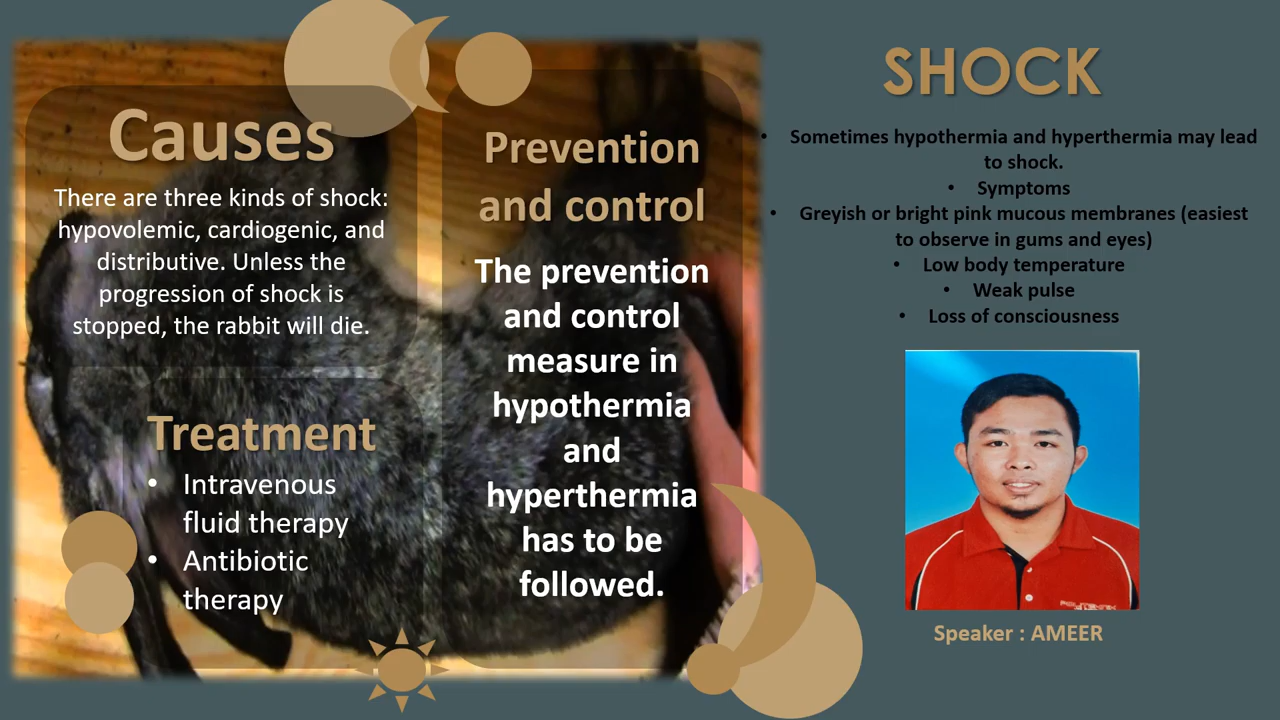 Causes
There are three kinds of shock:
hypovolemic, cardiogenic, and
distributive. Unless the
progression of shock is
stopped, the rabbit will die.
Treatment
• Intravenous
fluid therapy
• Antibiotic
therapy
Prevention
and control
The prevention
and control
measure in
hypothermia
and
hyperthermia
has to be
followed.
SHOCK
• Sometimes hypothermia and hyperthermia may lead
to shock.
• Symptoms
• Greyish or bright pink mucous membranes (easiest
to observe in gums and eyes)
• Low body temperature
• Weak pulse
• Loss of consciousness
Speaker : AMEER